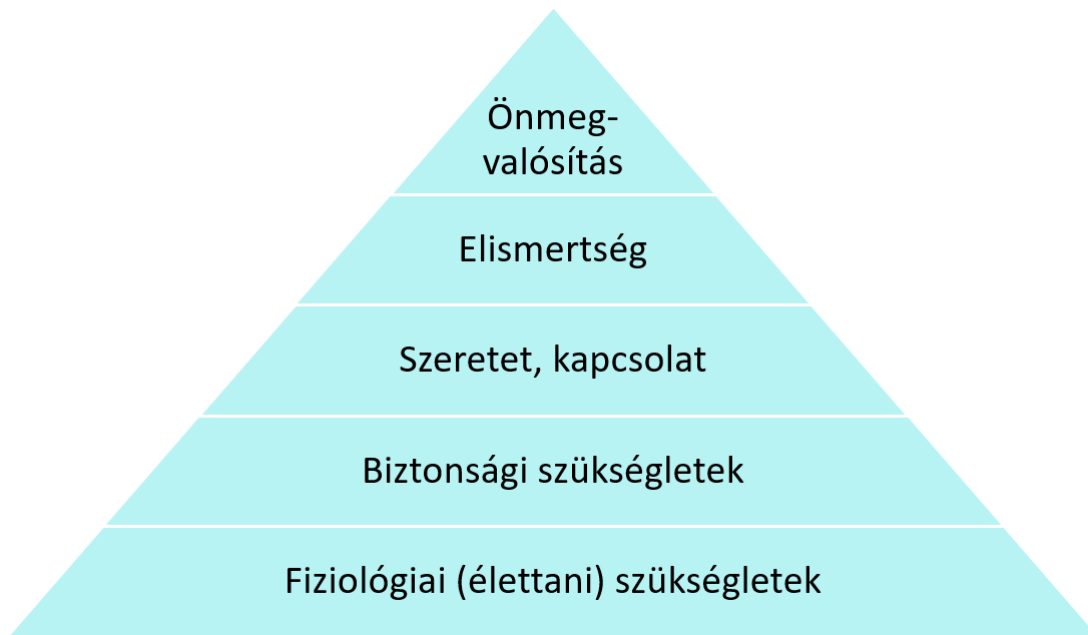 Önmeg-
valósítás
Elismertség
Szeretet, kapcsolat
Biztonsági szükségletek
Fiziológiai (élettani) szükségletek